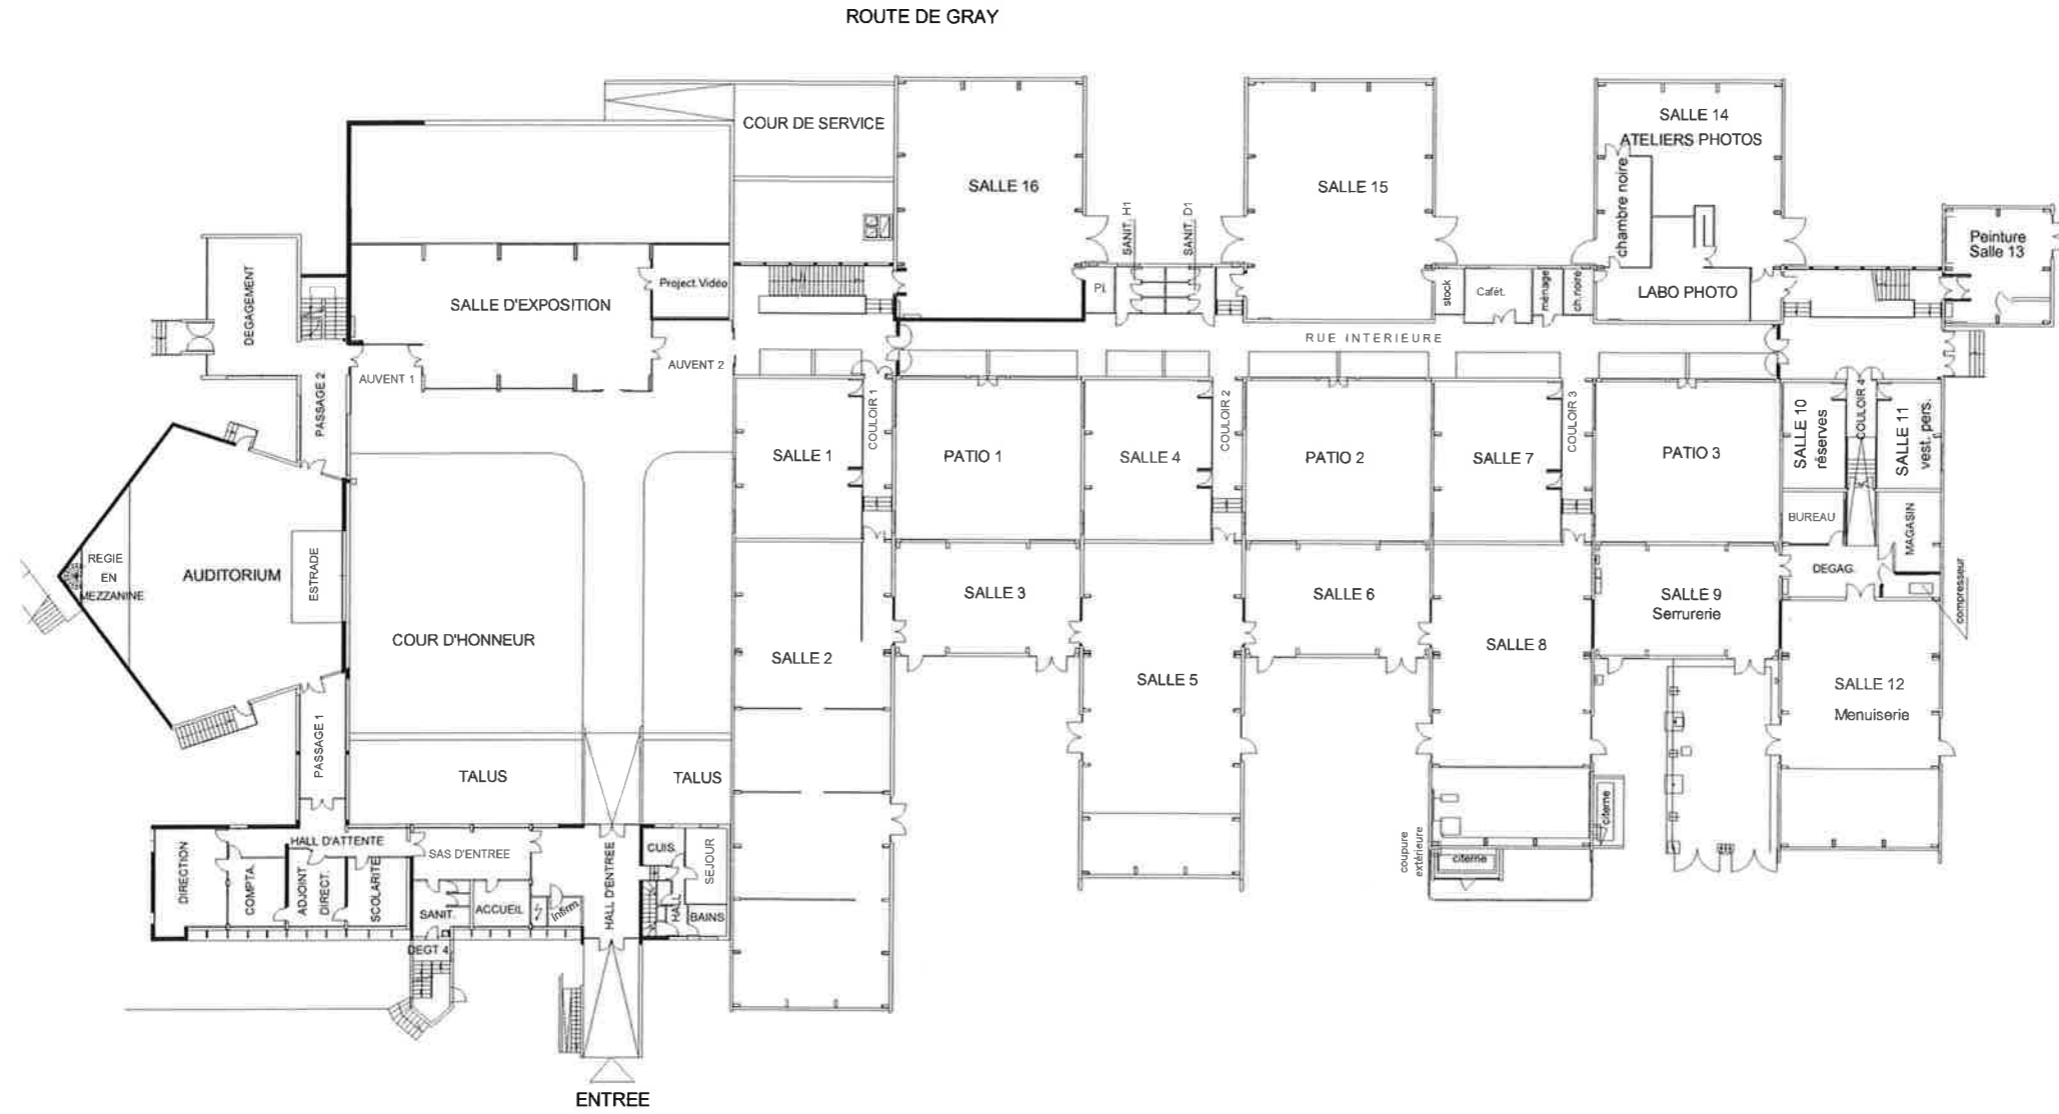 ROUTE DE GRAY
COUR DE SERVICE
SALLE 16
SANIT. H1
SANIT. D1
SALLE 15
SALLE 14
ATELIERS PHOTOS
chambre noire
Peinture
Salle 13
DEGAGEMENT
SALLE D'EXPOSITION
Project.Vidéo
Pl.
stock
Cafét.
ménage
ch.noire
LABO PHOTO
RUE INTERIEURE
AUVENT 1
AUVENT 2
PASSAGE 2
SALLE 1
COULOIR 1
PATIO 1
SALLE 4
COULOIR 2
PATIO 2
SALLE 7
COULOIR 3
PATIO 3
SALLE 10
réserves
COULOIR 4
SALLE 11
vest. pers.
BUREAU
MAGASIN
DEGAG.
compresseur
REGIE
EN
MEZZANINE
AUDITORIUM
ESTRADE
COUR D'HONNEUR
SALLE 2
SALLE 3
SALLE 5
SALLE 6
SALLE 8
SALLE 9
Serrurerie
SALLE 12
Menuiserie
PASSAGE 1
TALUS
TALUS
citerne
coupure
extérieure
citerne
DIRECTION
HALL D'ATTENTE
COMPTA.
ADJOINT
DIRECT.
SCOLARITE
SAS D'ENTREE
SANIT.
ACCUEIL
Infirm.
HALL D'ENTREE
CUIS.
SEJOUR
HALL
BAINS
DEGT 4
ENTREE